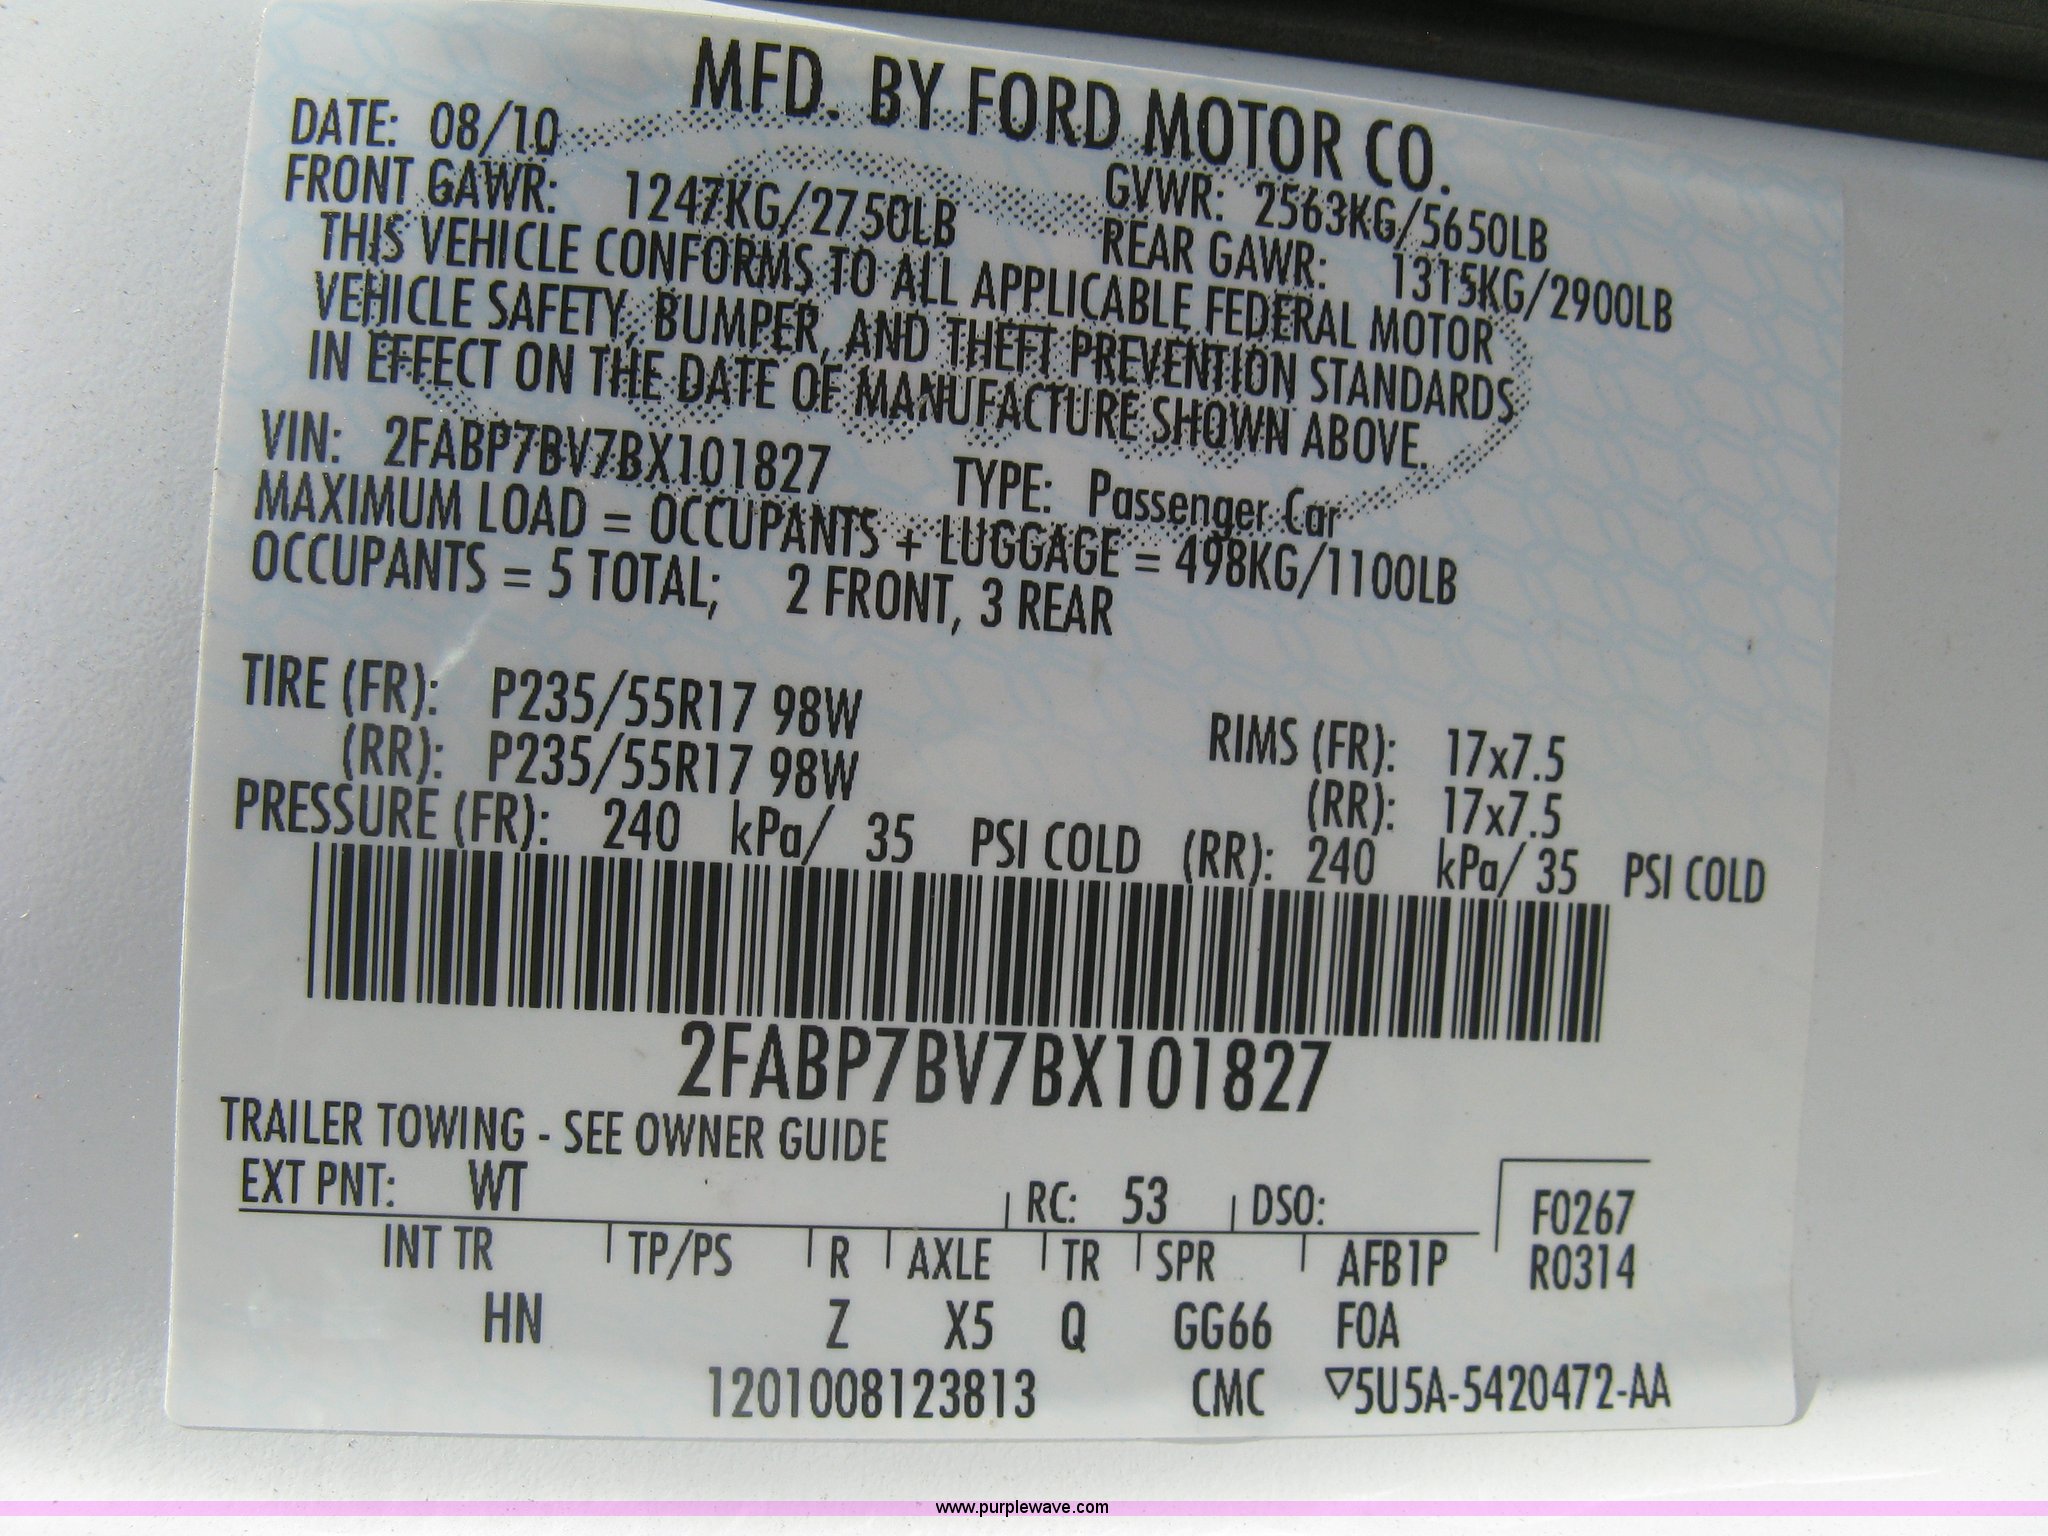 MFD. BY FORD MOTOR CO.
DATE: 08/10
GVWR: 2563KG/5650LB
FRONT GAWR: 1247KG/2750LB
REAR GAWR: 1315KG/2900LB
THIS VEHICLE CONFORMS TO ALL APPLICABLE FEDERAL MOTOR
VEHICLE SAFETY, BUMPER, AND THEFT PREVENTION STANDARDS
IN EFFECT ON THE DATE OF MANUFACTURE SHOWN ABOVE.
VIN: 2FABP7BV7BX101827
TYPE: Passenger Car
MAXIMUM LOAD = OCCUPANTS + LUGGAGE = 498KG/1100LB
OCCUPANTS = 5 TOTAL; 2 FRONT, 3 REAR
TIRE (FR): P235/55R17 98W
RIMS (FR): 17x7.5
(RR): P235/55R17 98W
(RR): 17x7.5
PRESSURE (FR): 240 kPa/ 35 PSI COLD (RR): 240 kPa/ 35 PSI COLD
2FABP7BV7BX101827
TRAILER TOWING - SEE OWNER GUIDE
EXT PNT: WT RC: 53 DSO:
F0267
R0314
INT TR TP/PS R AXLE TR SPR AFB1P
HN Z X5 Q GG66 FOA
1201008123813 CMC ▽5U5A-5420472-AA
www.purplewave.com